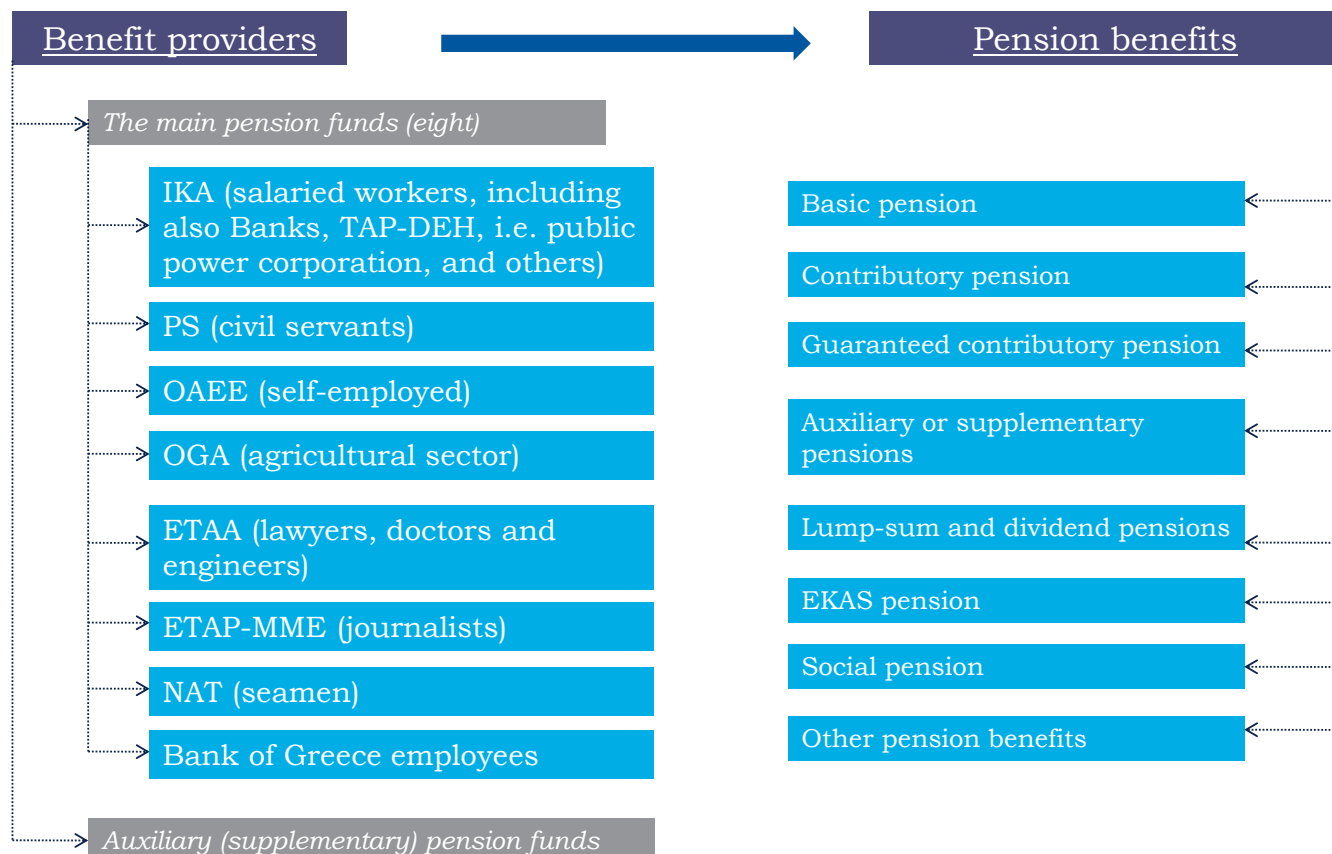 Benefit providers
Pension benefits
The main pension funds (eight)
IKA (salaried workers, including
also Banks, TAP-DEH, i.e. public
power corporation, and others)
PS (civil servants)
OAEE (self-employed)
OGA (agricultural sector)
ETAA (lawyers, doctors and
engineers)
ETAP-MME (journalists)
NAT (seamen)
Bank of Greece employees
Auxiliary (supplementary) pension funds
Basic pension
Contributory pension
Guaranteed contributory pension
Auxiliary or supplementary
pensions
Lump-sum and dividend pensions
EKAS pension
Social pension
Other pension benefits